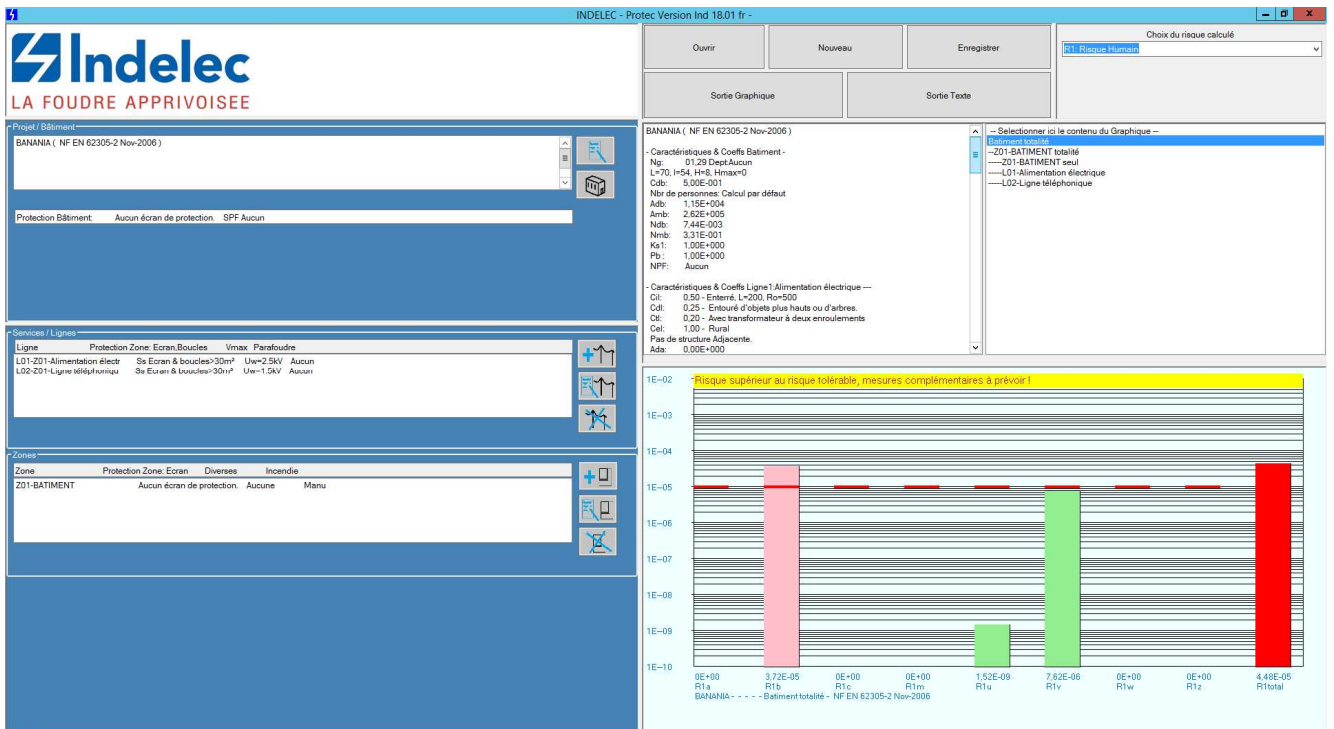 INDELEC - Protec Version Ind 18.01 fr -
Indelec
LA FOUDRE APPRIVOISEE
Ouvrir
Nouveau
Enregistrer
Sortie Graphique
Sortie Texte
Choix du risque calculé
R1: Risque Humain
Projet / Bâtiment
BANANIA ( NF EN 62305-2 Nov-2006 )
Protection Bâtiment: Aucun écran de protection. SPF Aucun
Services / Lignes
Ligne Protection Zone: Ecran,Boucles Vmax Parafoudre
L01-Z01-Alimentation électr Ss Ecran & boucles>30m² Uw=2.5kV Aucun
L02-Z01-Ligne téléphoniqu Ss Ecran & boucles>30m² Uw=1.5kV Aucun
Zones
Zone Protection Zone: Ecran Diverses Incendie
Z01-BATIMENT Aucun écran de protection. Aucune Manu
BANANIA ( NF EN 62305-2 Nov-2006 )
- Caractéristiques & Coeffs Batiment -
Ng: 01,29 Dept:Aucun
L=70, l=54, H=8, Hmax=0
Cdb: 5,00E-001
Nbr de personnes: Calcul par défaut
Adb: 1,15E+004
Amb: 2,62E+005
Ndb: 7,44E-003
Nmb: 3,31E-001
Ks1: 1,00E+000
Pb : 1,00E+000
NPF: Aucun
- Caractéristiques & Coeffs Ligne1:Alimentation électrique ---
Cil: 0,50 - Enterré, L=200, Ro=500
Cdl: 0,25 - Entouré d'objets plus hauts ou d'arbres.
Ctl: 0,20 - Avec transformateur à deux enroulements
Cel: 1,00 - Rural
Pas de structure Adjacente.
Ada: 0,00E+000
-- Selectionner ici le contenu du Graphique --
Batiment totalité
--Z01-BATIMENT totalité
-----Z01-BATIMENT seul
-----L01-Alimentation électrique
-----L02-Ligne téléphonique
Risque supérieur au risque tolérable, mesures complémentaires à prévoir !
1E-02
1E-03
1E-04
1E-05
1E-06
1E-07
1E-08
1E-09
1E-10
0E+00 3,72E-05 0E+00 0E+00 1,52E-09 7,62E-06 0E+00 0E+00 4,48E-05
R1a R1b R1c R1m R1u R1v R1w R1z R1total
BANANIA - - - - - Batiment totalité - NF EN 62305-2 Nov-2006